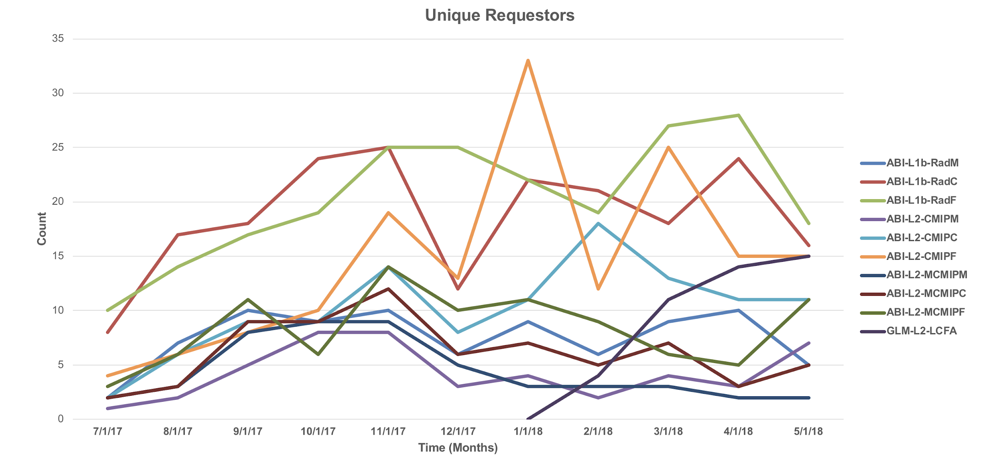 Unique Requestors
35
30
25
20
15
10
5
0
Count
7/1/17 8/1/17 9/1/17 10/1/17 11/1/17 12/1/17 1/1/18 2/1/18 3/1/18 4/1/18 5/1/18
Time (Months)
ABI-L1b-RadM
ABI-L1b-RadC
ABI-L1b-RadF
ABI-L2-CMIPM
ABI-L2-CMIPC
ABI-L2-CMIPF
ABI-L2-MCMIPM
ABI-L2-MCMIPC
ABI-L2-MCMIPF
GLM-L2-LCFA